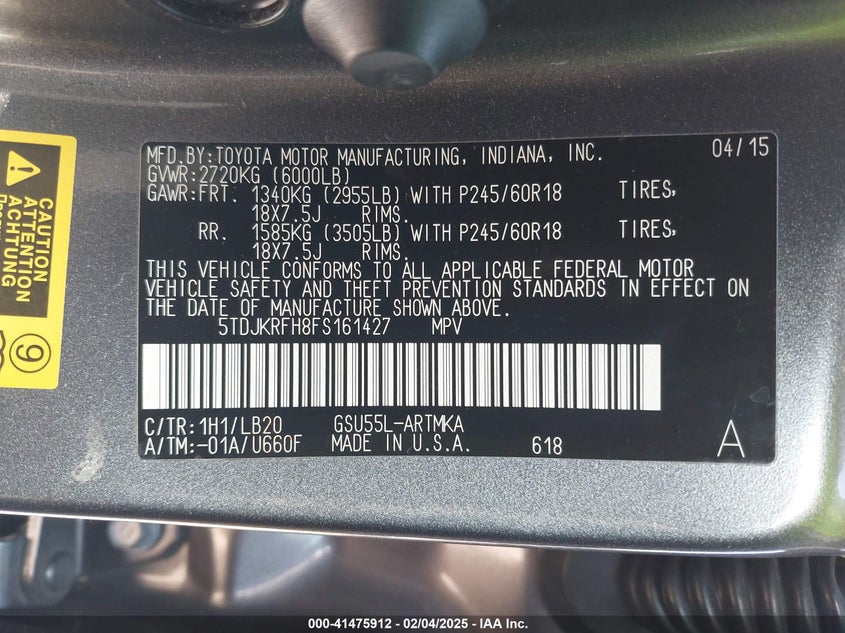 MFD.BY:TOYOTA MOTOR MANUFACTURING, INDIANA, INC. 04/15
GVWR:2720KG (6000LB)
GAWR:FRT. 1340KG (2955LB) WITH P245/60R18 TIRES,
18X7.5J RIMS.
RR. 1585KG (3505LB) WITH P245/60R18 TIRES,
18X7.5J RIMS.
THIS VEHICLE CONFORMS TO ALL APPLICABLE FEDERAL MOTOR
VEHICLE SAFETY AND THEFT PREVENTION STANDARDS IN EFFECT ON
THE DATE OF MANUFACTURE SHOWN ABOVE.
5TDJKRFH8FS161427 MPV
C/TR:1H1/LB20 GSU55L-ARTMKA
A/TM:-01A/U660F MADE IN U.S.A. 618 A
CAUTION
ATTENTION
ACHTUNG
9
000-41475912 - 02/04/2025 - IAA Inc.